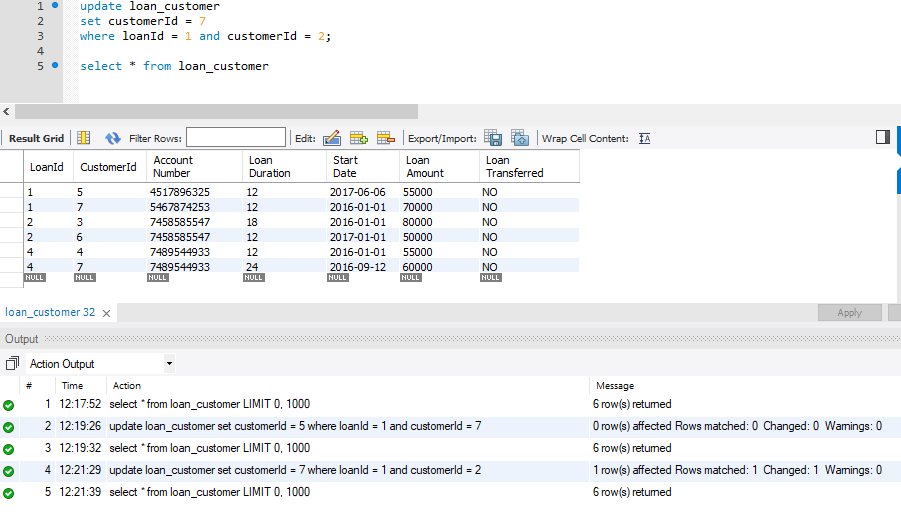 1 update loan_customer
2 set customerId = 7
3 where loanId = 1 and customerId = 2;
4
5 select * from loan_customer
Result Grid Filter Rows: Edit: Export/Import: Wrap Cell Content:
LoanId CustomerId Account Number Loan Duration Start Date Loan Amount Loan Transferred
1 5 4517896325 12 2017-06-06 55000 NO
1 7 5467874253 12 2016-01-01 70000 NO
2 3 7458585547 18 2016-01-01 80000 NO
2 6 7458585547 12 2017-01-01 50000 NO
4 4 7489544933 12 2016-01-01 55000 NO
4 7 7489544933 24 2016-09-12 60000 NO
NULL NULL NULL NULL NULL NULL NULL
loan_customer 32 Apply
Output
Action Output
# Time Action Message
1 12:17:52 select * from loan_customer LIMIT 0, 1000 6 row(s) returned
2 12:19:26 update loan_customer set customerId = 5 where loanId = 1 and customerId = 7 0 row(s) affected Rows matched: 0 Changed: 0 Warnings: 0
3 12:19:32 select * from loan_customer LIMIT 0, 1000 6 row(s) returned
4 12:21:29 update loan_customer set customerId = 7 where loanId = 1 and customerId = 2 1 row(s) affected Rows matched: 1 Changed: 1 Warnings: 0
5 12:21:39 select * from loan_customer LIMIT 0, 1000 6 row(s) returned